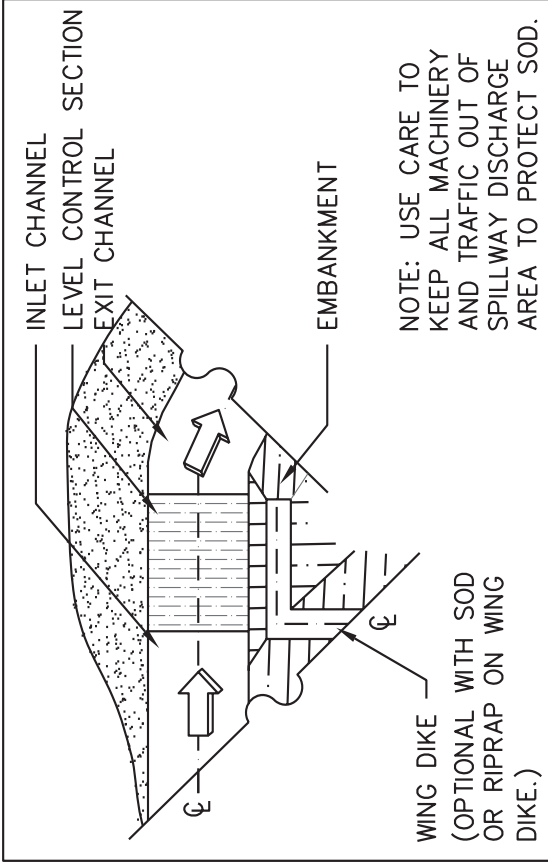 INLET CHANNEL
LEVEL CONTROL SECTION
EXIT CHANNEL
EMBANKMENT
WING DIKE
(OPTIONAL WITH SOD
OR RIPRAP ON WING
DIKE.)
NOTE: USE CARE TO
KEEP ALL MACHINERY
AND TRAFFIC OUT OF
SPILLWAY DISCHARGE
AREA TO PROTECT SOD.
℄
℄